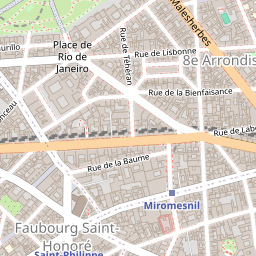 Malesherbes
Rue de Téhéran
urillo
Place de
Rio de
Janeiro
Rue de Lisbonne
8e Arrondis
Rue de la Bienfaisance
nceau
Rue de Labo
Rue de la Baume
Miromesnil
Faubourg Saint-
Honoré
Saint-Philippe